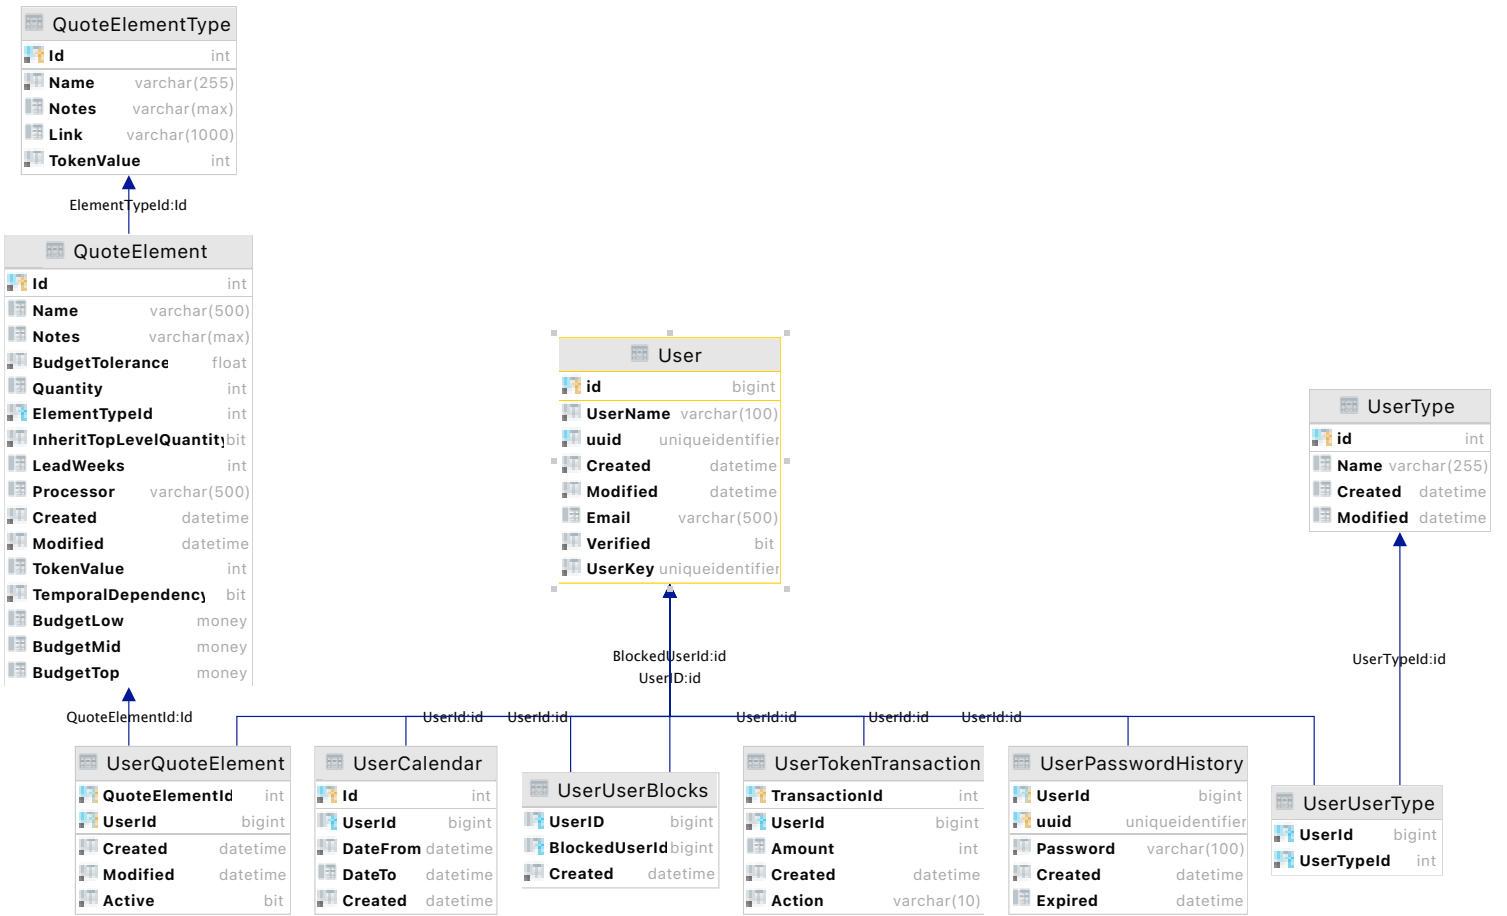 QuoteElementType
Id int
Name varchar(255)
Notes varchar(max)
Link varchar(1000)
TokenValue int
ElementTypeId:Id
QuoteElement
Id int
Name varchar(500)
Notes varchar(max)
BudgetTolerance float
Quantity int
ElementTypeId int
InheritTopLevelQuantity bit
LeadWeeks int
Processor varchar(500)
Created datetime
Modified datetime
TokenValue int
TemporalDependency bit
BudgetLow money
BudgetMid money
BudgetTop money
User
id bigint
UserName varchar(100)
uuid uniqueidentifier
Created datetime
Modified datetime
Email varchar(500)
Verified bit
UserKey uniqueidentifier
UserType
id int
Name varchar(255)
Created datetime
Modified datetime
BlockedUserId:id
UserID:id
UserTypeId:id
QuoteElementId:Id
UserId:id
UserId:id
UserId:id
UserId:id
UserId:id
UserQuoteElement
QuoteElementId int
UserId bigint
Created datetime
Modified datetime
Active bit
UserCalendar
Id int
UserId bigint
DateFrom datetime
DateTo datetime
Created datetime
UserUserBlocks
UserID bigint
BlockedUserId bigint
Created datetime
UserTokenTransaction
TransactionId int
UserId bigint
Amount int
Created datetime
Action varchar(10)
UserPasswordHistory
UserId bigint
uuid uniqueidentifier
Password varchar(100)
Created datetime
Expired datetime
UserUserType
UserId bigint
UserTypeId int